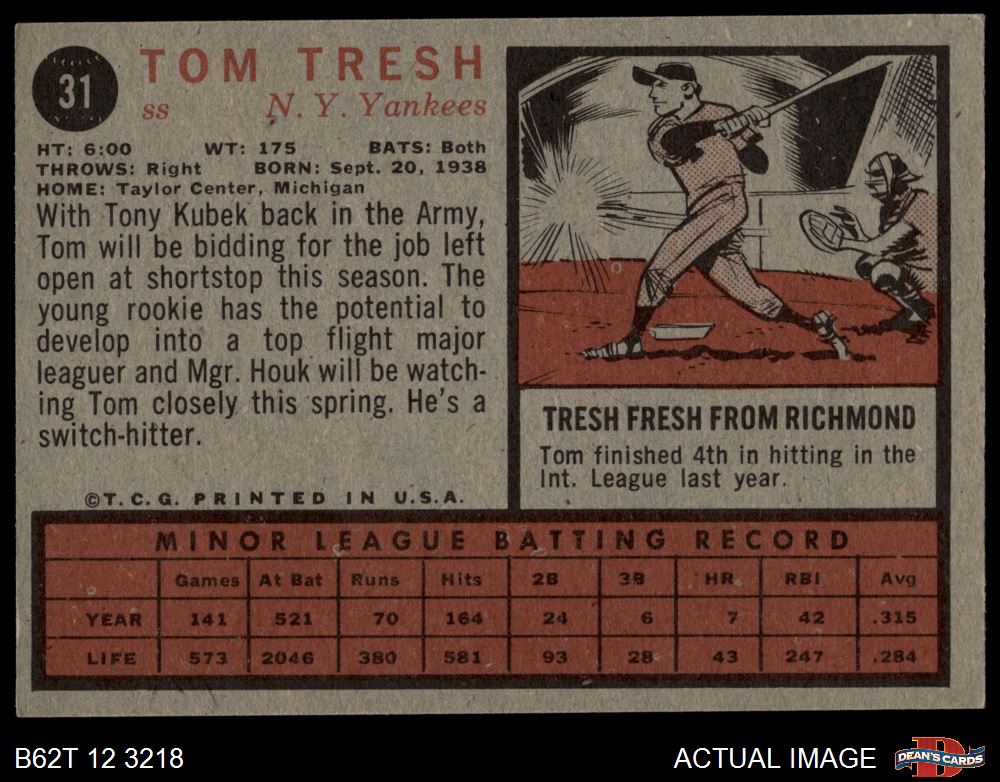 31
TOM TRESH
ss
N. Y. Yankees
HT: 6:00 WT: 175 BATS: Both
THROWS: Right BORN: Sept. 20, 1938
HOME: Taylor Center, Michigan
With Tony Kubek back in the Army,
Tom will be bidding for the job left
open at shortstop this season. The
young rookie has the potential to
develop into a top flight major
leaguer and Mgr. Houk will be watch-
ing Tom closely this spring. He's a
switch-hitter.
©T.C.G. PRINTED IN U.S.A.
TRESH FRESH FROM RICHMOND
Tom finished 4th in hitting in the
Int. League last year.
MINOR LEAGUE BATTING RECORD
Games At Bat Runs Hits 2B 3B HR. RBI Avg
YEAR 141 521 70 164 24 6 7 42 .315
LIFE 573 2046 380 581 93 28 43 247 .284
B62T 12 3218
ACTUAL IMAGE
D
DEAN'S CARDS